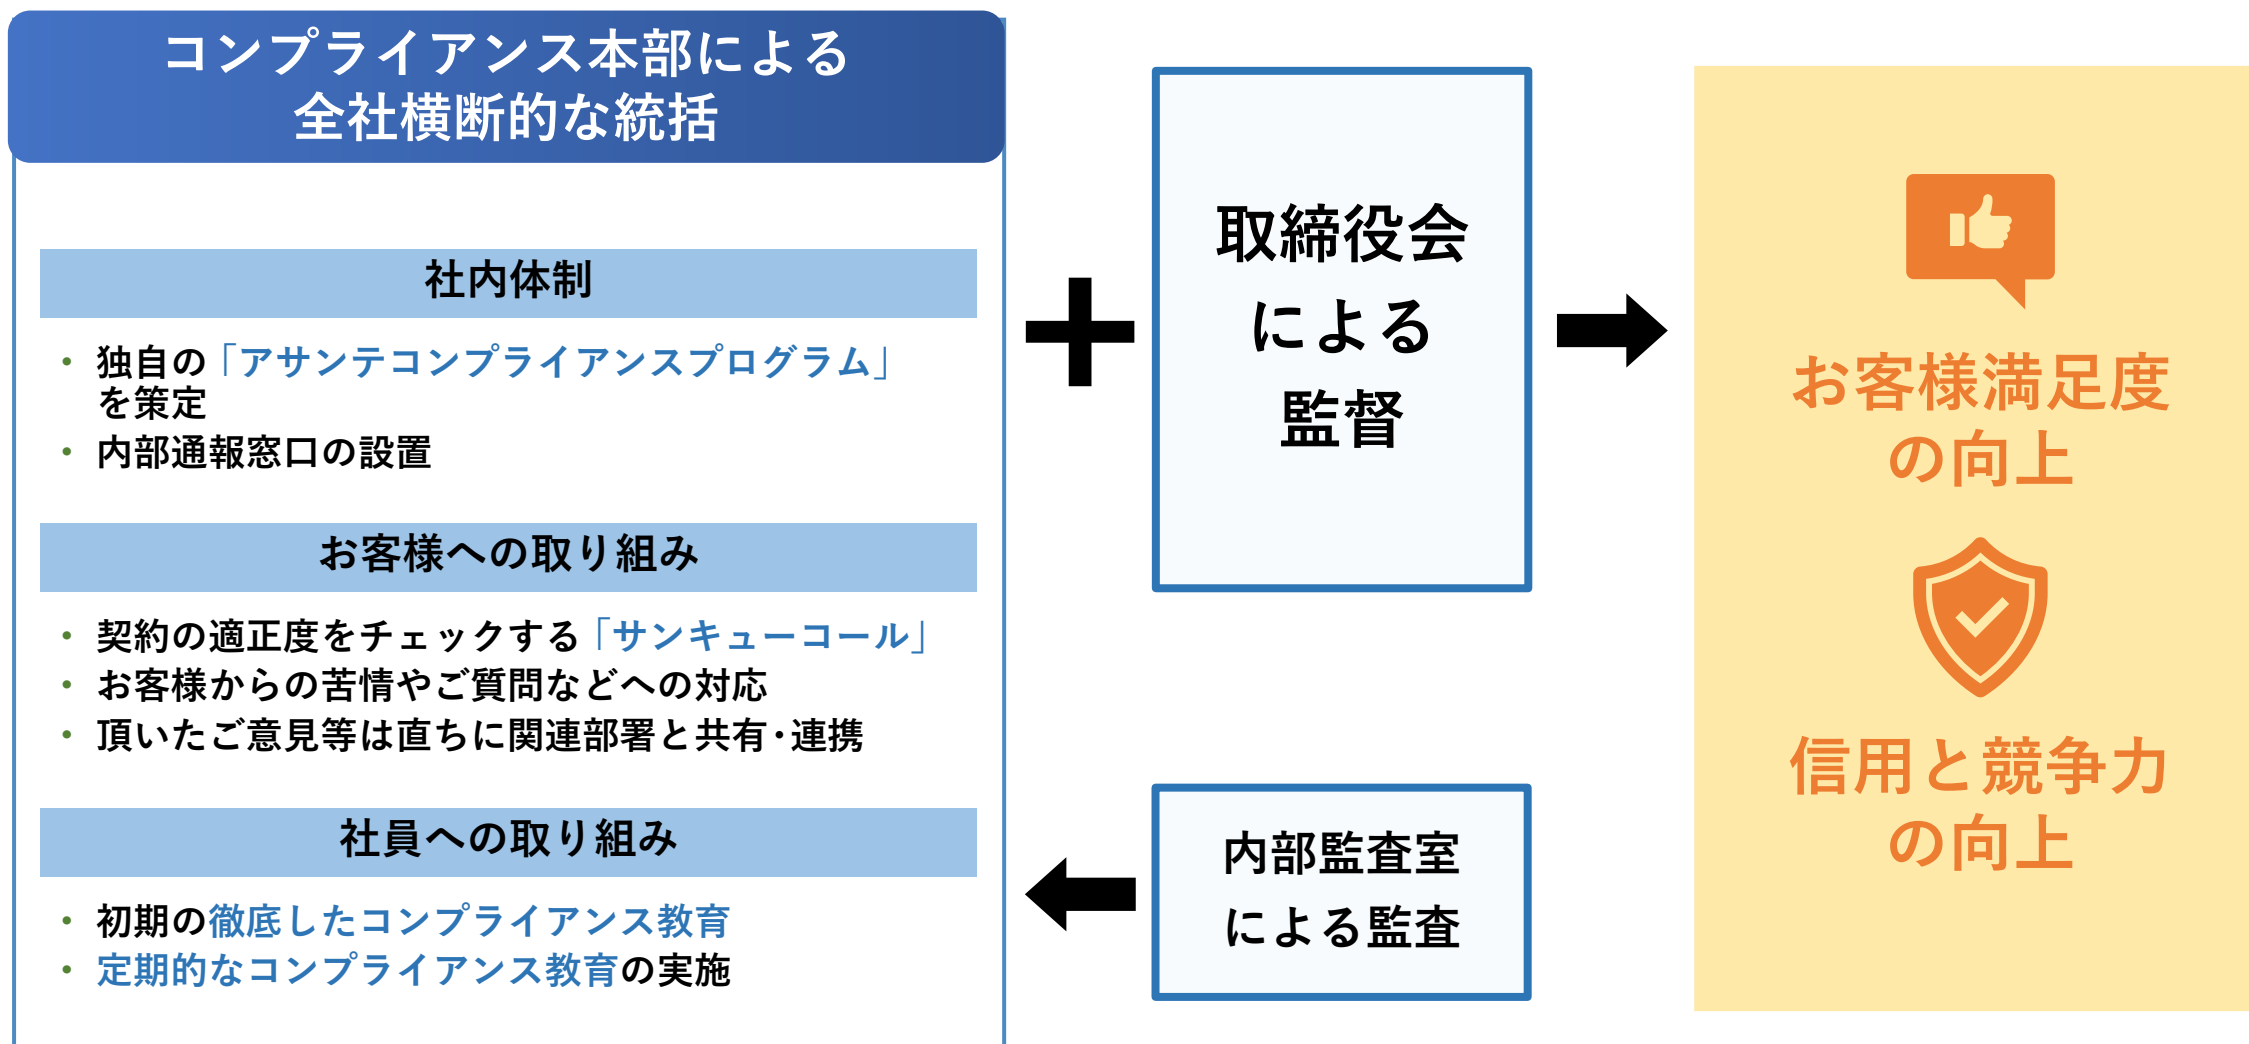 コンプライアンス本部による
全社横断的な統括
社内体制
・ 独自の「アサンテコンプライアンスプログラム」
を策定
・ 内部通報窓口の設置
お客様への取り組み
・ 契約の適正度をチェックする「サンキューコール」
・ お客様からの苦情やご質問などへの対応
・ 頂いたご意見等は直ちに関連部署と共有・連携
社員への取り組み
・ 初期の徹底したコンプライアンス教育
・ 定期的なコンプライアンス教育の実施
取締役会
による
監督
内部監査室
による監査
お客様満足度
の向上
信用と競争力
の向上